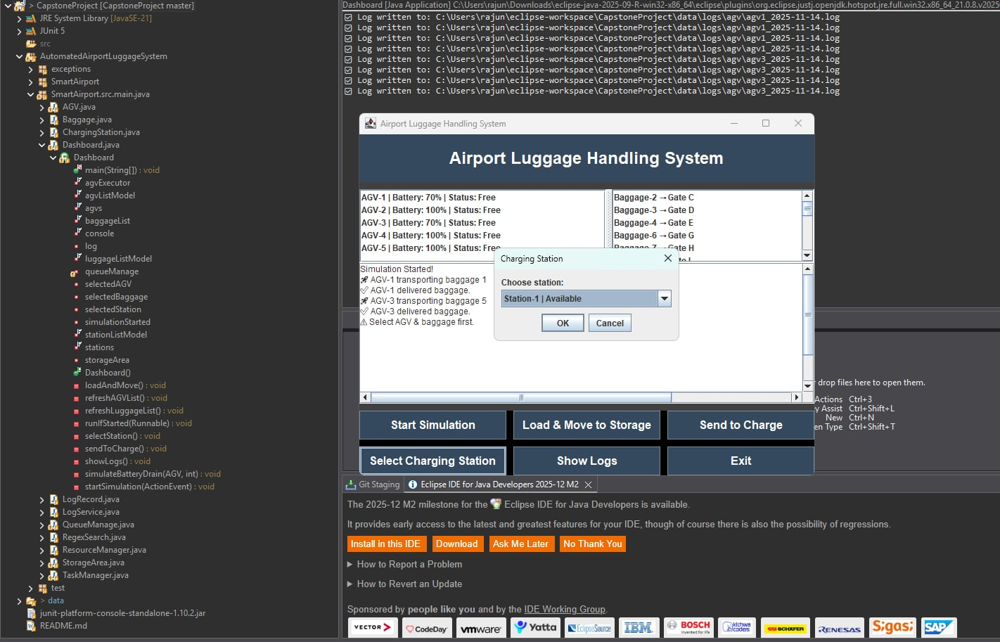 CapstoneProject [CapstoneProject master]
JRE System Library [JavaSE-21]
JUnit 5
src
AutomatedAirportLuggageSystem
exceptions
SmartAirport
SmartAirport.src.main.java
AGV.java
Baggage.java
ChargingStation.java
Dashboard.java
Dashboard
main(String[]) : void
agvExecutor
agvListModel
agvs
baggageList
console
log
luggageListModel
queueManage
selectedAGV
selectedBaggage
selectedStation
simulationStarted
stationListModel
stations
storageArea
Dashboard()
loadAndMove() : void
refreshAGVList() : void
refreshLuggageList() : void
runIfStarted(Runnable) : void
selectStation() : void
sendToCharge() : void
showLogs() : void
simulateBatteryDrain(AGV, int) : void
startSimulation(ActionEvent) : void
LogRecord.java
LogService.java
QueueManage.java
RegexSearch.java
ResourceManager.java
StorageArea.java
TaskManager.java
test
> data
junit-platform-console-standalone-1.10.2.jar
README.md
Dashboard [Java Application] C:\Users\rajun\Downloads\eclipse-java-2025-09-R-win32-x86_64\eclipse\plugins\org.eclipse.justj.openjdk.hotspot.jre.full.win32.x86_64_21.0.8.v2025
Log written to: C:\Users\rajun\eclipse-workspace\CapstoneProject\data\logs\agv\agv1_2025-11-14.log
Log written to: C:\Users\rajun\eclipse-workspace\CapstoneProject\data\logs\agv\agv1_2025-11-14.log
Log written to: C:\Users\rajun\eclipse-workspace\CapstoneProject\data\logs\agv\agv1_2025-11-14.log
Log written to: C:\Users\rajun\eclipse-workspace\CapstoneProject\data\logs\agv\agv1_2025-11-14.log
Log written to: C:\Users\rajun\eclipse-workspace\CapstoneProject\data\logs\agv\agv3_2025-11-14.log
Log written to: C:\Users\rajun\eclipse-workspace\CapstoneProject\data\logs\agv\agv3_2025-11-14.log
Log written to: C:\Users\rajun\eclipse-workspace\CapstoneProject\data\logs\agv\agv3_2025-11-14.log
Log written to: C:\Users\rajun\eclipse-workspace\CapstoneProject\data\logs\agv\agv3_2025-11-14.log
Airport Luggage Handling System
Airport Luggage Handling System
AGV-1 | Battery: 70% | Status: Free
AGV-2 | Battery: 100% | Status: Free
AGV-3 | Battery: 70% | Status: Free
AGV-4 | Battery: 100% | Status: Free
AGV-5 | Battery: 100% | Status: Free
Baggage-2 → Gate C
Baggage-3 → Gate D
Baggage-4 → Gate E
Baggage-6 → Gate G
Baggage-7 → Gate H
Simulation Started!
AGV-1 transporting baggage 1
AGV-1 delivered baggage.
AGV-3 transporting baggage 5
AGV-3 delivered baggage.
Select AGV & baggage first.
Charging Station
Choose station:
Station-1 | Available
OK Cancel
Start Simulation Load & Move to Storage Send to Charge
Select Charging Station Show Logs Exit
drop files here to open them.
Actions Ctrl+3
Assist Ctrl+Shift+L
New Ctrl+N
Type Ctrl+Shift+T
Git Staging Eclipse IDE for Java Developers 2025-12 M2
The 2025-12 M2 milestone for the Eclipse IDE for Java Developers is available.
It provides early access to the latest and greatest features for your IDE, though of course there is also the possibility of regressions.
Install in this IDE Download Ask Me Later No Thank You
How to Report a Problem
How to Revert an Update
Sponsored by people like you and by the IDE Working Group.
VECTOR CodeDay vmware Yatta EclipseSource IBM BOSCH Invented for life kichwa coders SSI SCHÄFER RENESAS Sigasi SAP